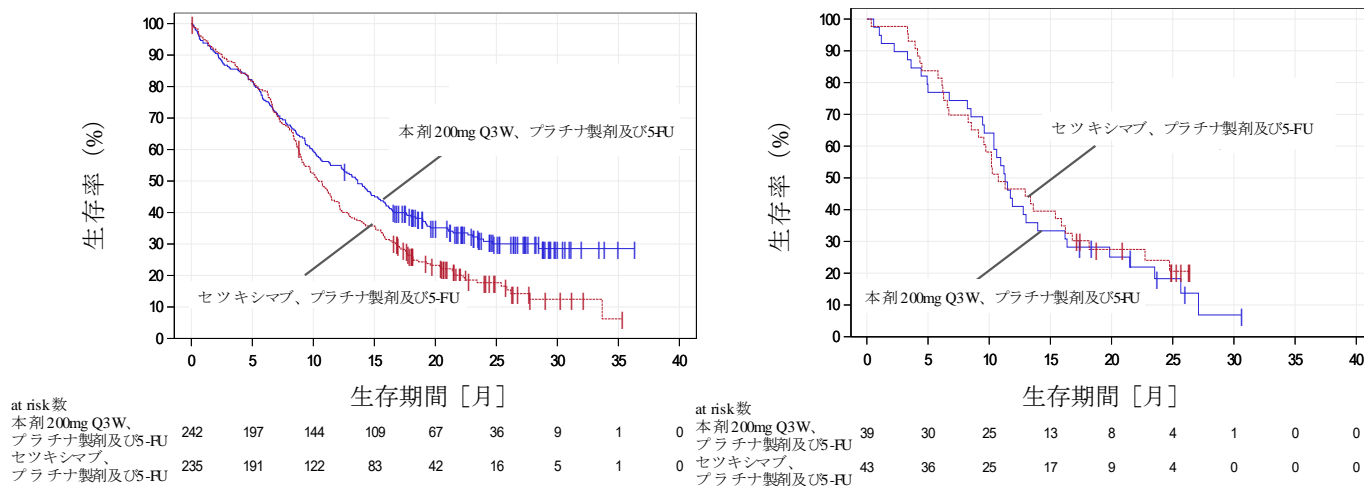 生存率 (%)
100
90
80
70
60
50
40
30
20
10
0
本剤200mg Q3W、プラチナ製剤及び5-FU
セツキシマブ、プラチナ製剤及び5-FU
0 5 10 15 20 25 30 35 40
生存期間 [月]
at risk数
本剤200mg Q3W、
プラチナ製剤及び5-FU
242 197 144 109 67 36 9 1 0
セツキシマブ、
プラチナ製剤及び5-FU
235 191 122 83 42 16 5 1 0
生存率 (%)
100
90
80
70
60
50
40
30
20
10
0
セツキシマブ、プラチナ製剤及び5-FU
本剤200mg Q3W、プラチナ製剤及び5-FU
0 5 10 15 20 25 30 35 40
生存期間 [月]
at risk数
本剤200mg Q3W、
プラチナ製剤及び5-FU
39 30 25 13 8 4 1 0 0
セツキシマブ、
プラチナ製剤及び5-FU
43 36 25 17 9 4 0 0 0